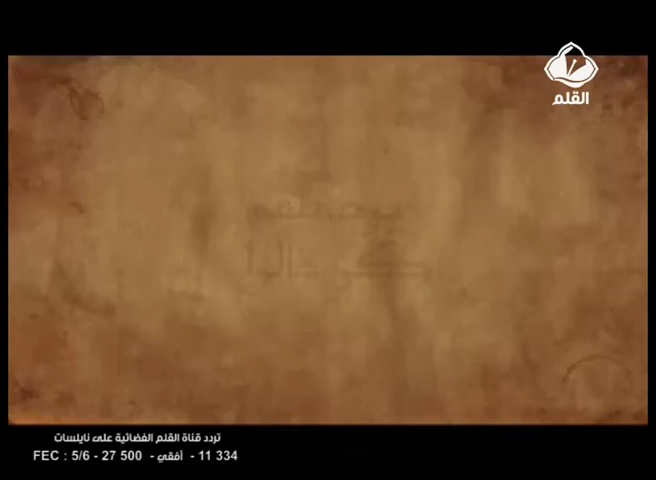 القلم
تردد قناة القلم الفضائية على نايلسات
FEC : 5/6 - 27 500 - أفقي - 11 334